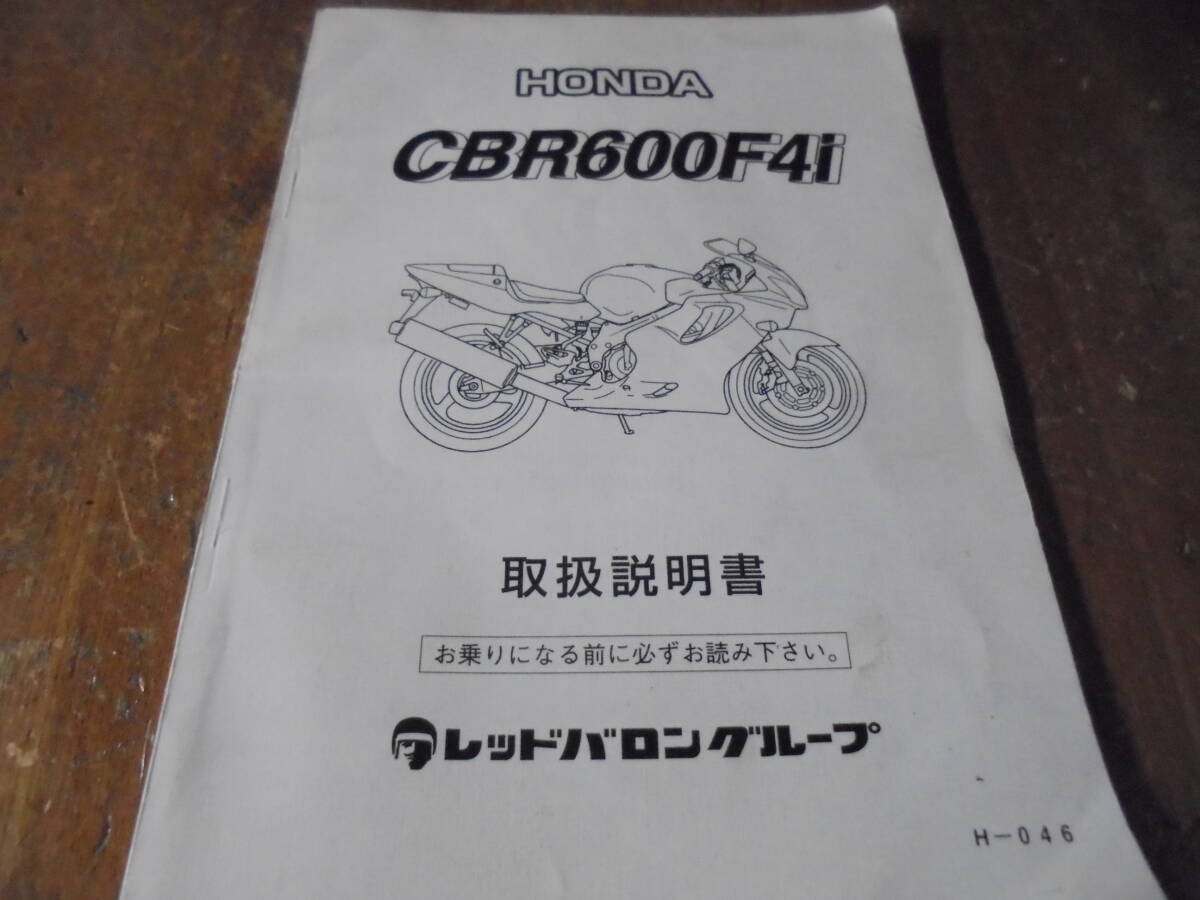 HONDA
CBR600F4i
取扱説明書
お乗りになる前に必ずお読み下さい。
レッドバロングループ
H-046